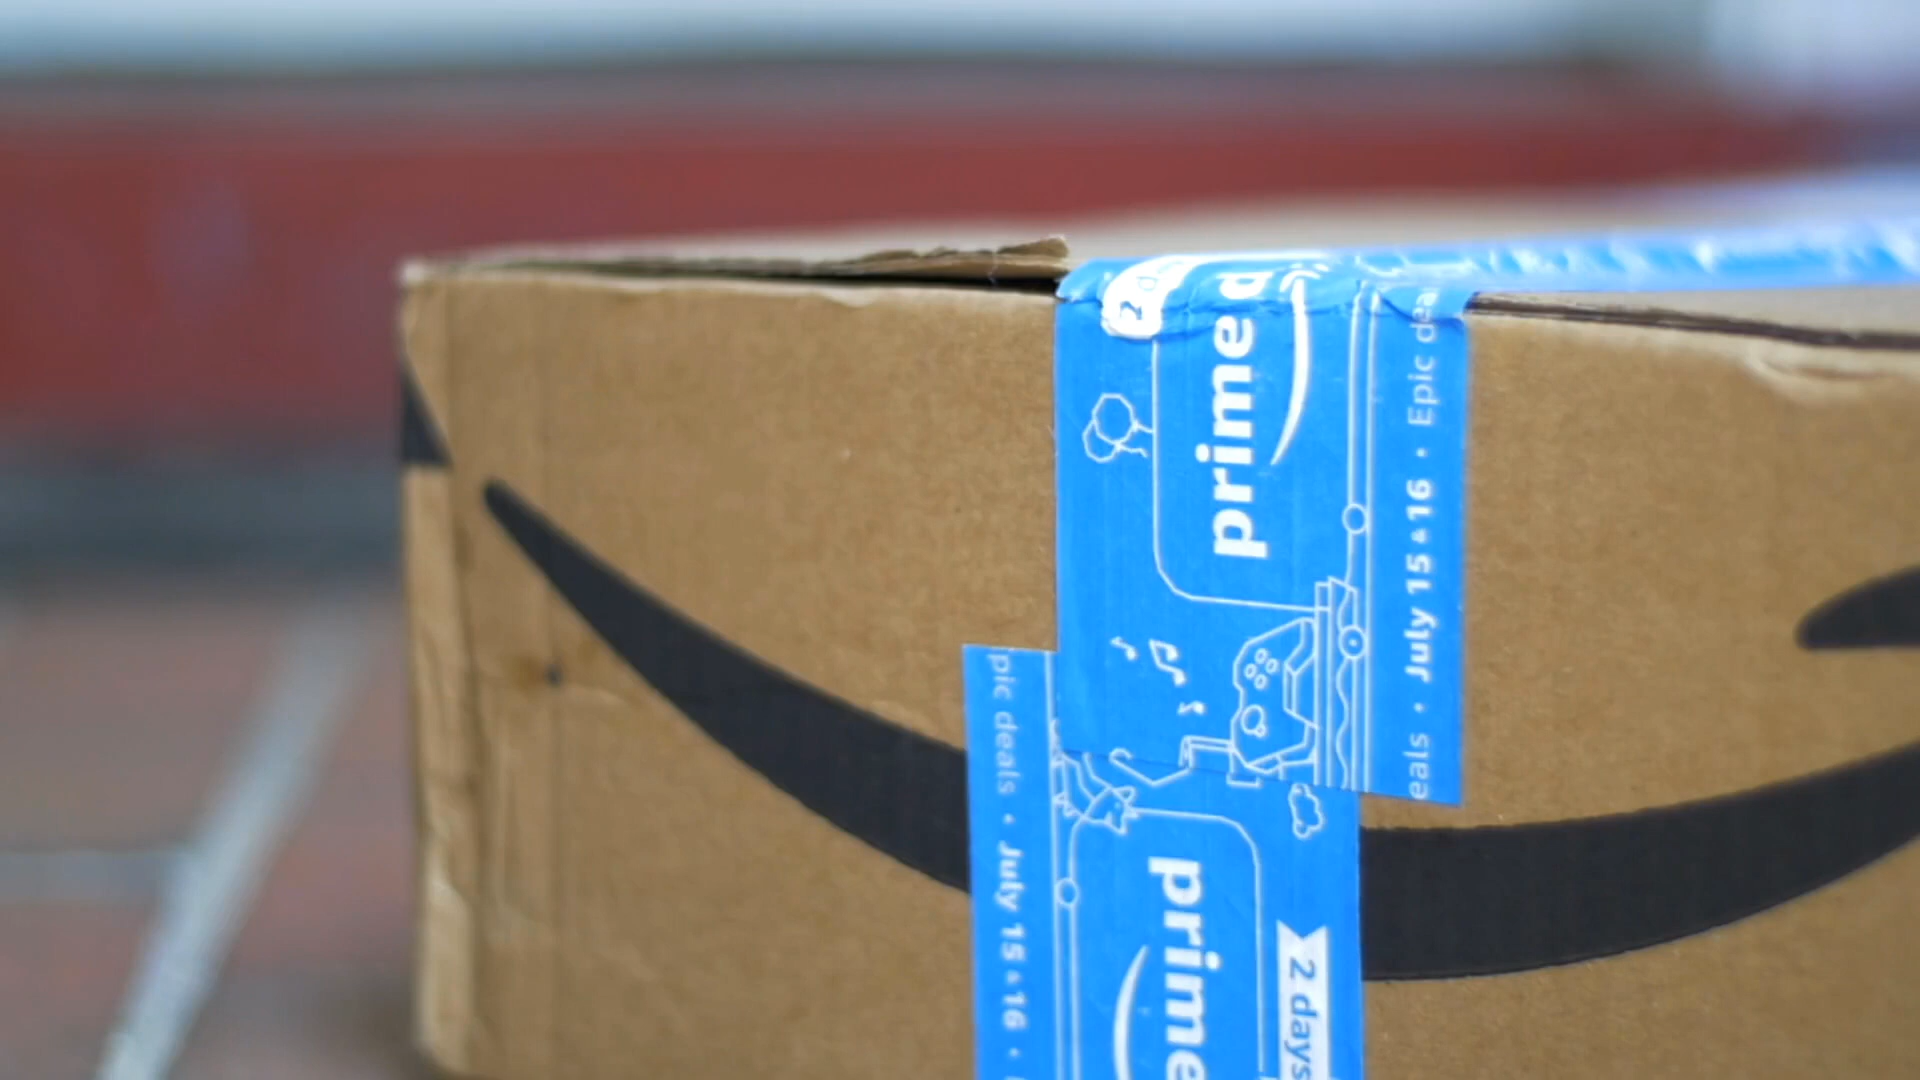 2 d
prime d
eals • July 15 & 16 • Epic dea
pic deals • July 15 & 16 •
prime
2 days